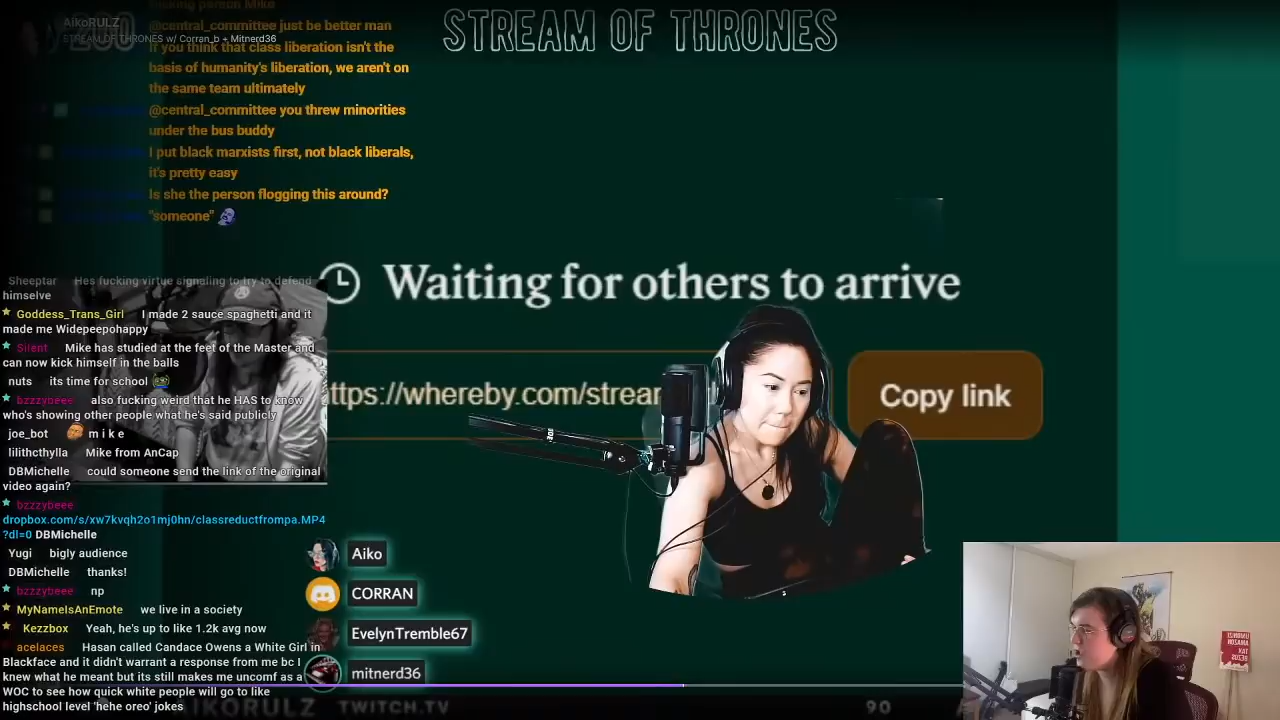 fucking person Mike
AikoRULZ
STREAM OF THRONES w/ Corran_b + Mitnerd36
STREAM OF THRONES
@central_committee just be better man
If you think that class liberation isn't the
basis of humanity's liberation, we aren't on
the same team ultimately
@central_committee you threw minorities
under the bus buddy
I put black marxists first, not black liberals,
it's pretty easy
Is she the person flogging this around?
"someone"
Waiting for others to arrive
ttps://whereby.com/strear
Copy link
Sheeptar Hes fucking virtue signaling to try to defend
himselve
Goddess_Trans_Girl I made 2 sauce spaghetti and it
made me Widepeepohappy
Silent Mike has studied at the feet of the Master and
can now kick himself in the balls
nuts its time for school
bzzzybeee also fucking weird that he HAS to know
who's showing other people what he's said publicly
joe_bot m i k e
lilithcthylla Mike from AnCap
DBMichelle could someone send the link of the original
video again?
bzzzybeee
dropbox.com/s/xw7kvqh2o1mj0hn/classreductfrompa.MP4
?dl=0 DBMichelle
Yugi bigly audience
DBMichelle thanks!
bzzzybeee np
MyNameIsAnEmote we live in a society
Kezzbox Yeah, he's up to like 1.2k avg now
acelaces Hasan called Candace Owens a White Girl in
Blackface and it didn't warrant a response from me bc I
knew what he meant but its still makes me uncomf as a
WOC to see how quick white people will go to like
highschool level 'hehe oreo' jokes
Aiko
CORRAN
EvelynTremble67
mitnerd36
AIKORULZ TWITCH.TV
90